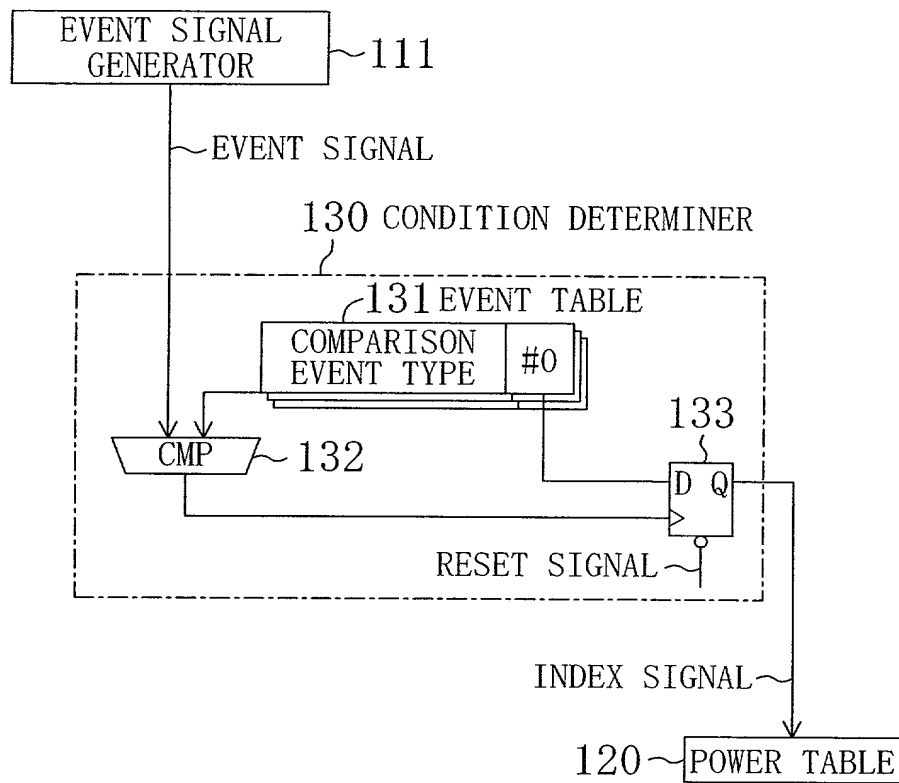 EVENT SIGNAL
GENERATOR
111
EVENT SIGNAL
130 CONDITION DETERMINER
131 EVENT TABLE
COMPARISON
EVENT TYPE
#0
CMP
132
133
D Q
RESET SIGNAL
INDEX SIGNAL
120
POWER TABLE